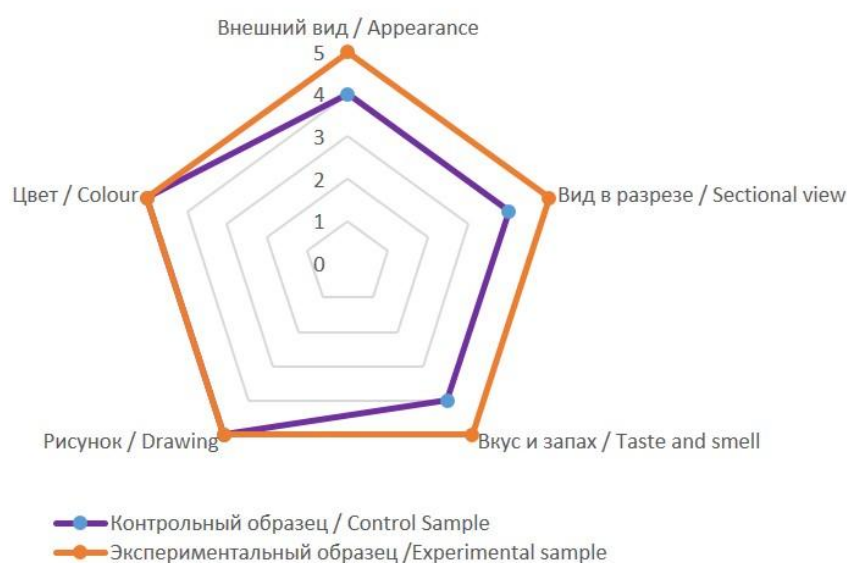 Внешний вид / Appearance
5
4
3
2
1
0
Цвет / Colour
Вид в разрезе / Sectional view
Рисунок / Drawing
Вкус и запах / Taste and smell
Контрольный образец / Control Sample
Экспериментальный образец /Experimental sample